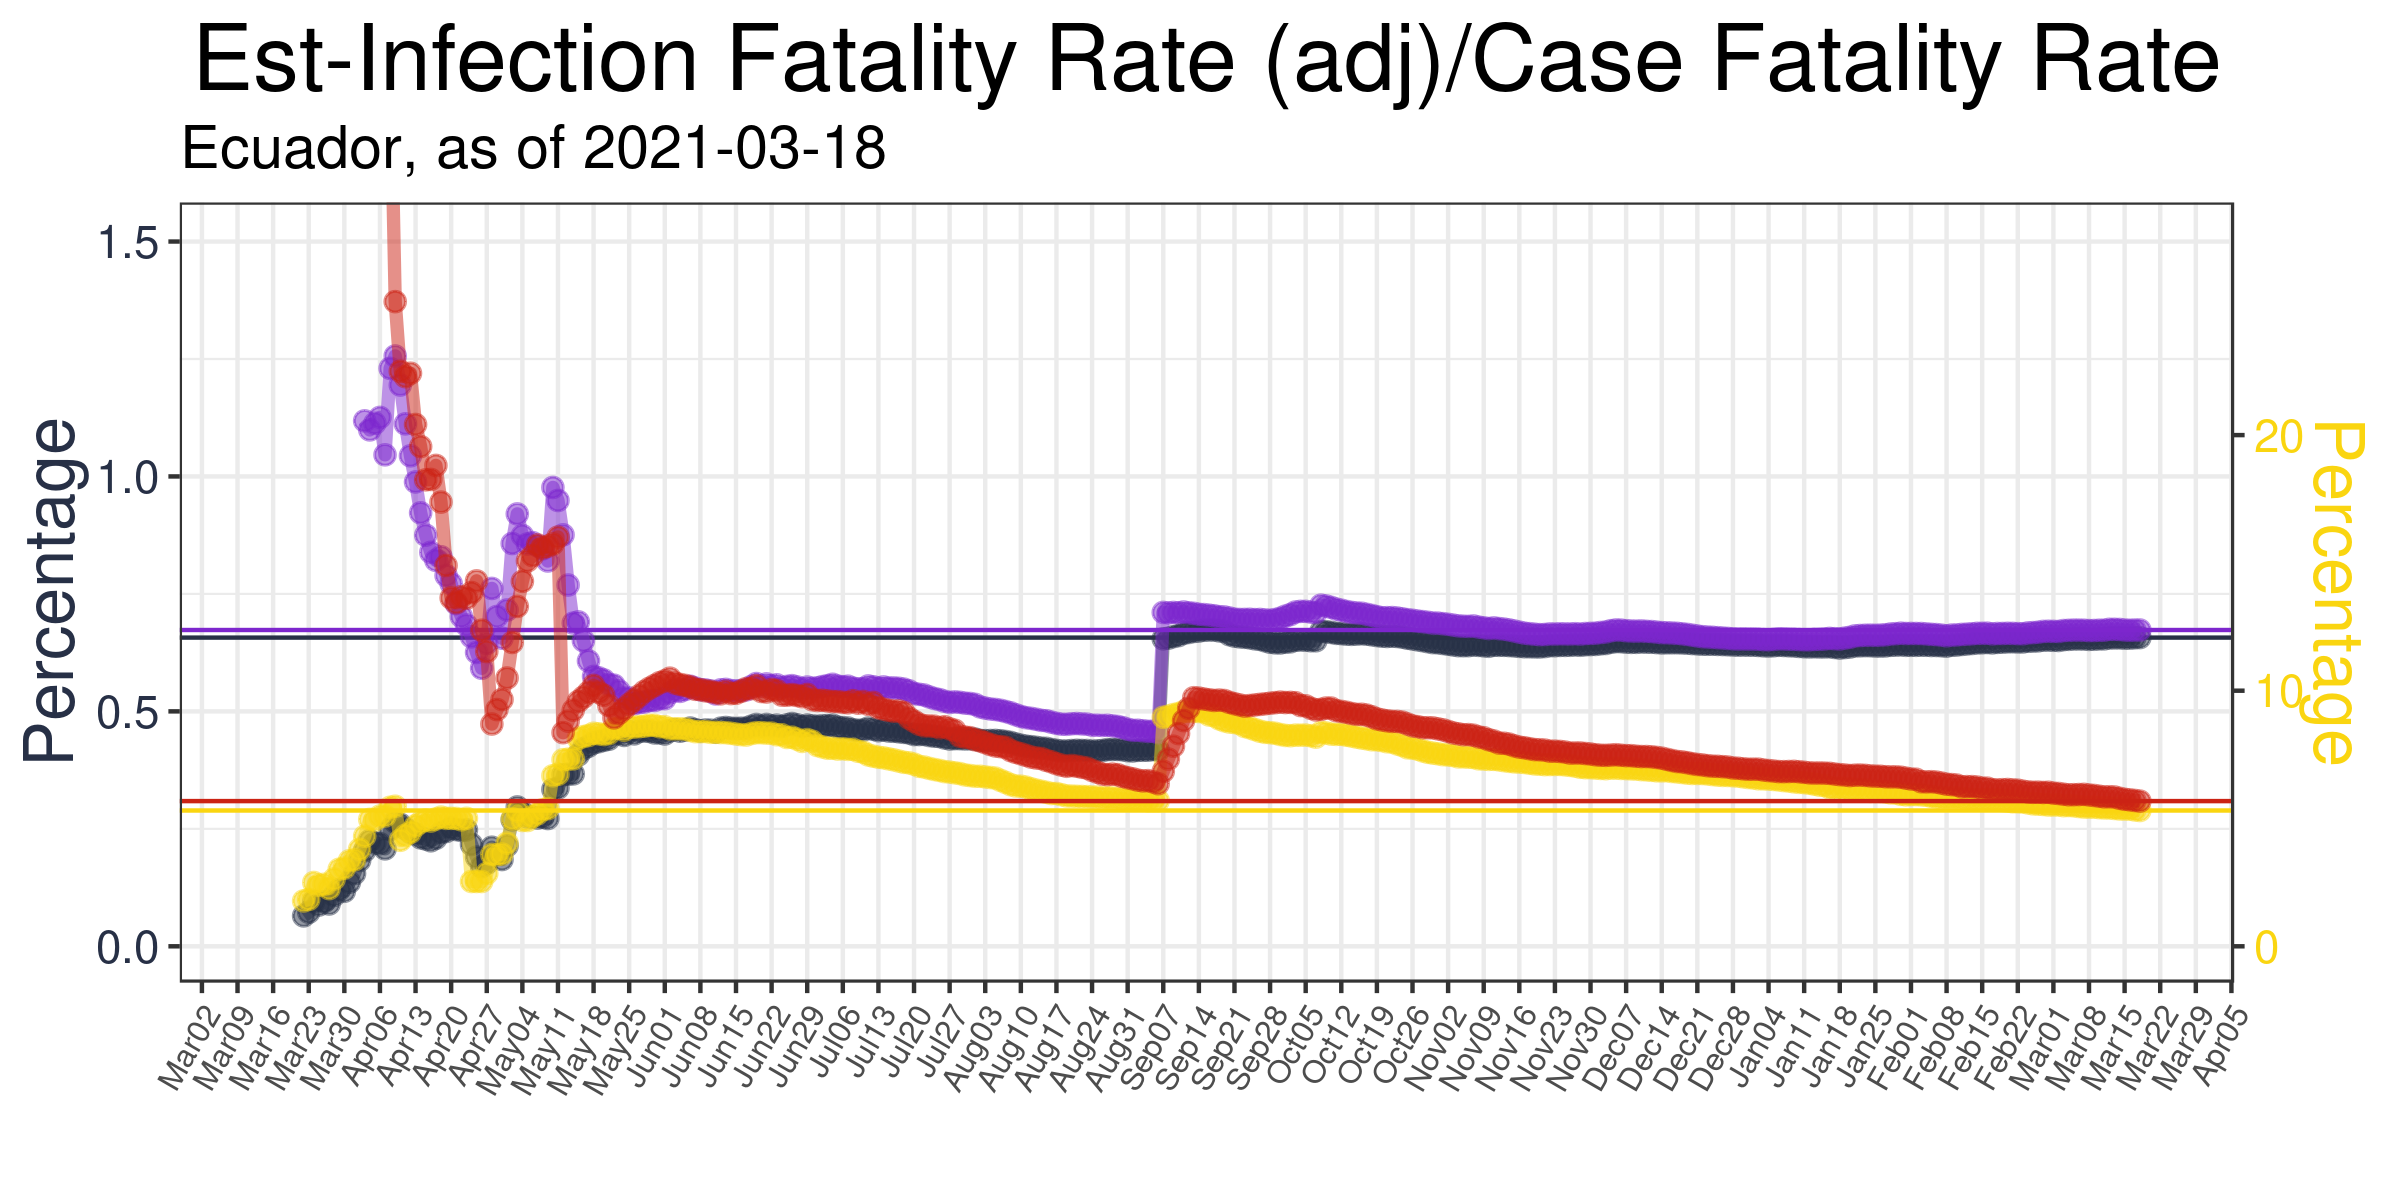 Est-Infection Fatality Rate (adj)/Case Fatality Rate
Ecuador, as of 2021-03-18
Percentage
1.5
1.0
0.5
0.0
20
10
0
Percentage
Mar02
Mar09
Mar16
Mar23
Mar30
Apr06
Apr13
Apr20
Apr27
May04
May11
May18
May25
Jun01
Jun08
Jun15
Jun22
Jun29
Jul06
Jul13
Jul20
Jul27
Aug03
Aug10
Aug17
Aug24
Aug31
Sep07
Sep14
Sep21
Sep28
Oct05
Oct12
Oct19
Oct26
Nov02
Nov09
Nov16
Nov23
Nov30
Nov07
Dec14
Dec21
Dec28
Dec04
Jan11
Jan18
Jan25
Jan01
Feb08
Feb15
Feb22
Feb01
Mar08
Mar15
Mar22
Mar29
Apr05